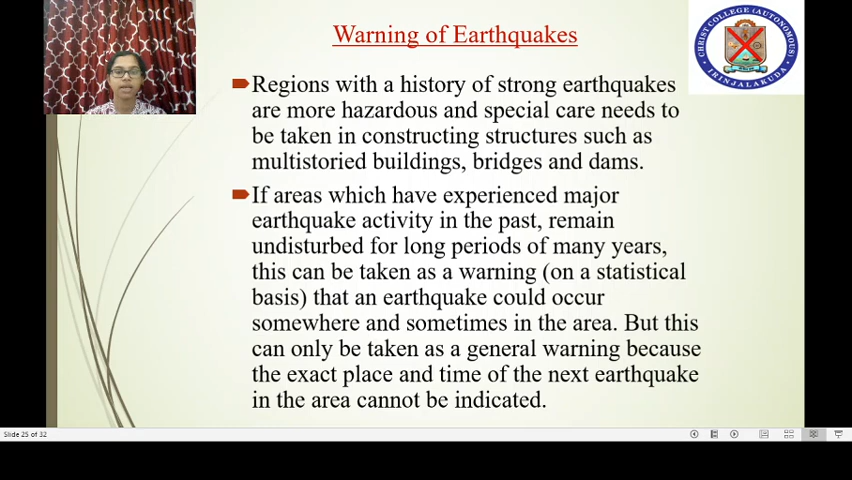 Warning of Earthquakes
CHRIST COLLEGE (AUTONOMOUS)
IRINJALAKUDA
Regions with a history of strong earthquakes
are more hazardous and special care needs to
be taken in constructing structures such as
multistoried buildings, bridges and dams.
If areas which have experienced major
earthquake activity in the past, remain
undisturbed for long periods of many years,
this can be taken as a warning (on a statistical
basis) that an earthquake could occur
somewhere and sometimes in the area. But this
can only be taken as a general warning because
the exact place and time of the next earthquake
in the area cannot be indicated.
Slide 25 of 32